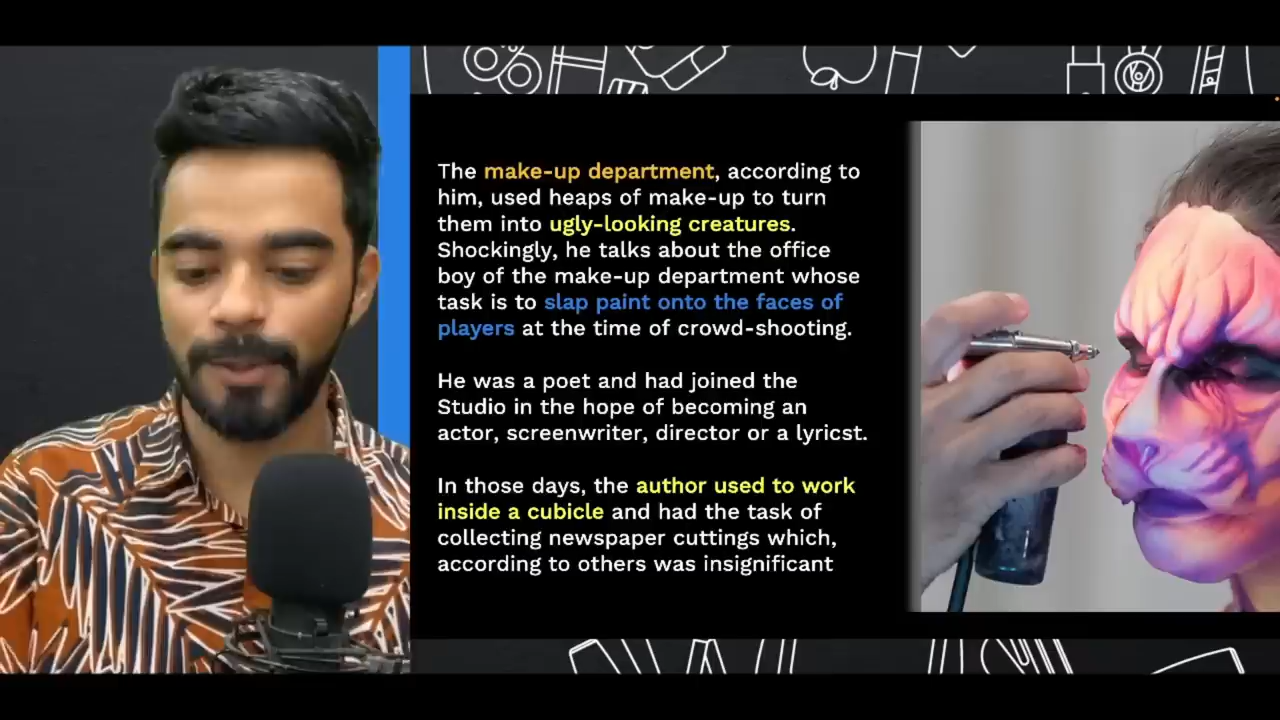 The make-up department, according to
him, used heaps of make-up to turn
them into ugly-looking creatures.
Shockingly, he talks about the office
boy of the make-up department whose
task is to slap paint onto the faces of
players at the time of crowd-shooting.
He was a poet and had joined the
Studio in the hope of becoming an
actor, screenwriter, director or a lyricst.
In those days, the author used to work
inside a cubicle and had the task of
collecting newspaper cuttings which,
according to others was insignificant